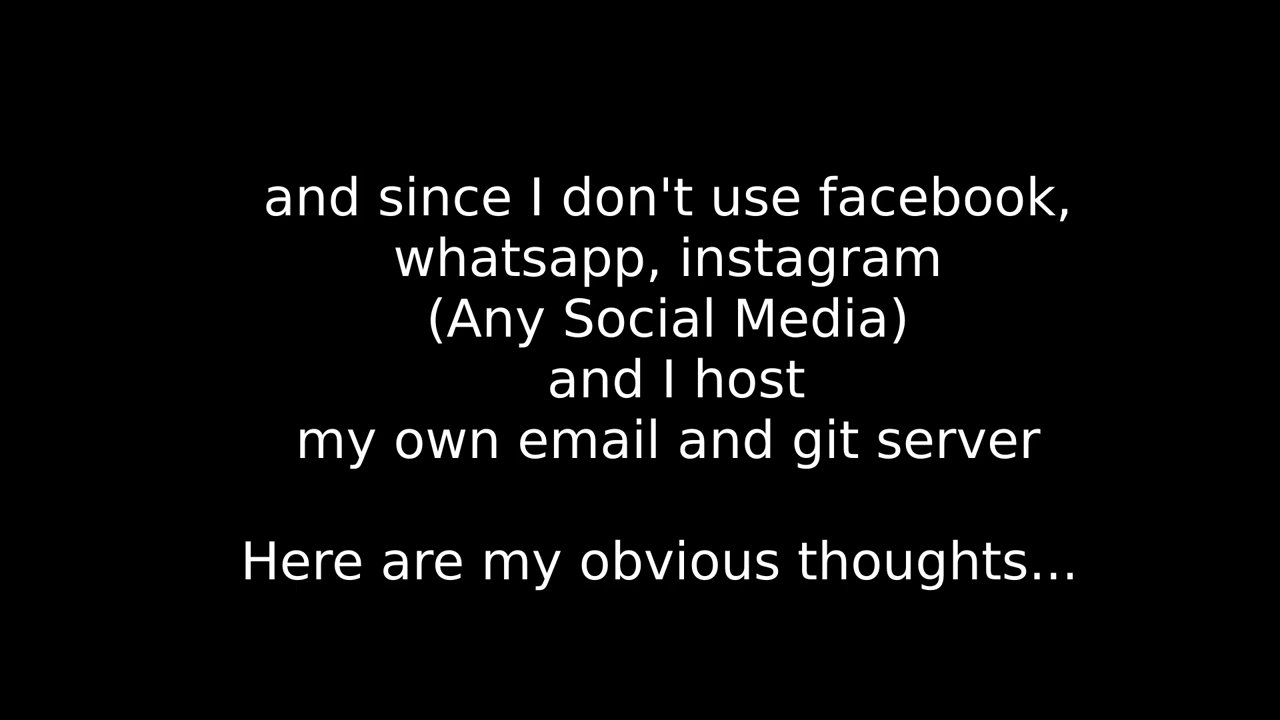 and since I don't use facebook,
whatsapp, instagram
(Any Social Media)
and I host
my own email and git server
Here are my obvious thoughts...